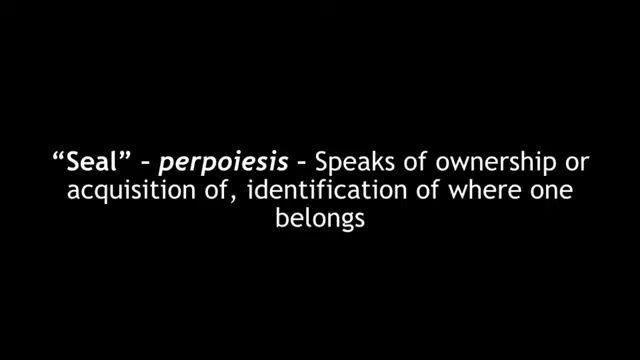 “Seal” – perpoiesis – Speaks of ownership or
acquisition of, identification of where one
belongs